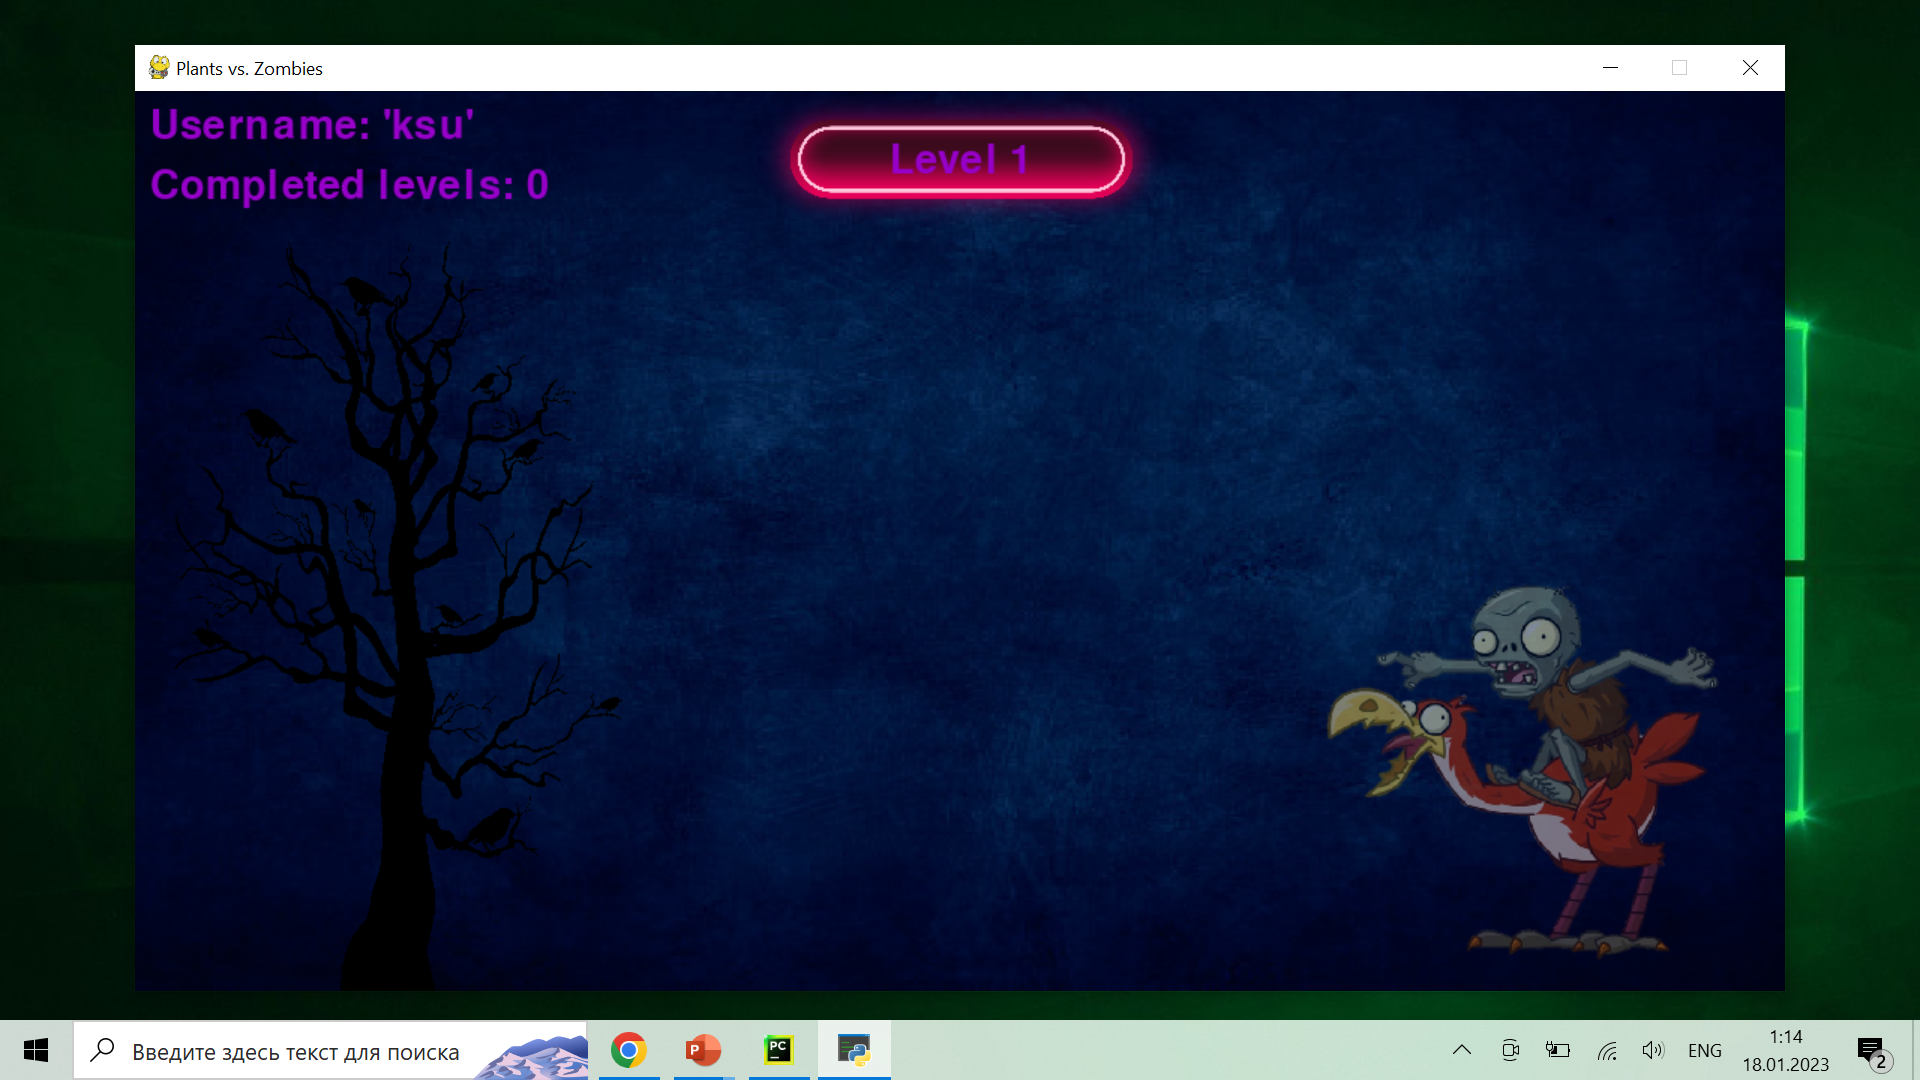 Plants vs. Zombies
Username: 'ksu'
Completed levels: 0
Level 1
Введите здесь текст для поиска
P
PC
ENG
1:14
18.01.2023
2